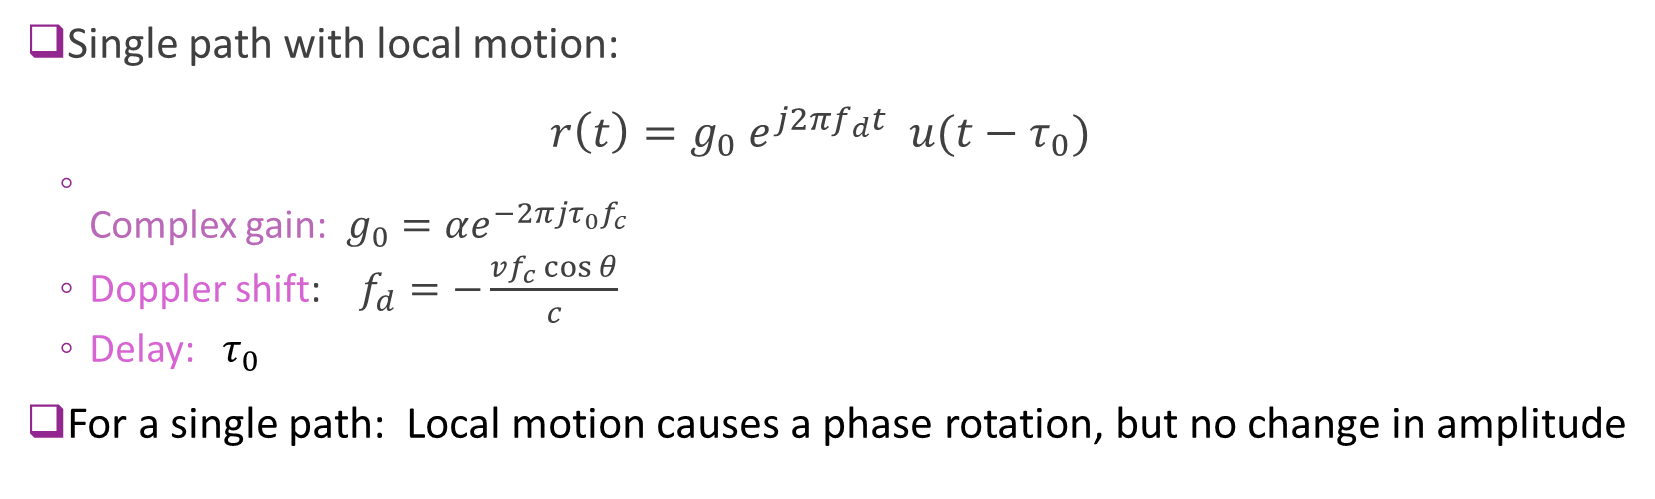 ❑Single path with local motion:
r(t) = g₀ e^{j2πf_d t} u(t − τ₀)
◦
Complex gain: g₀ = αe^{−2πjτ₀f_c}
◦ Doppler shift: f_d = −\frac{vf_c cos θ}{c}
◦ Delay: τ₀
❑For a single path: Local motion causes a phase rotation, but no change in amplitude